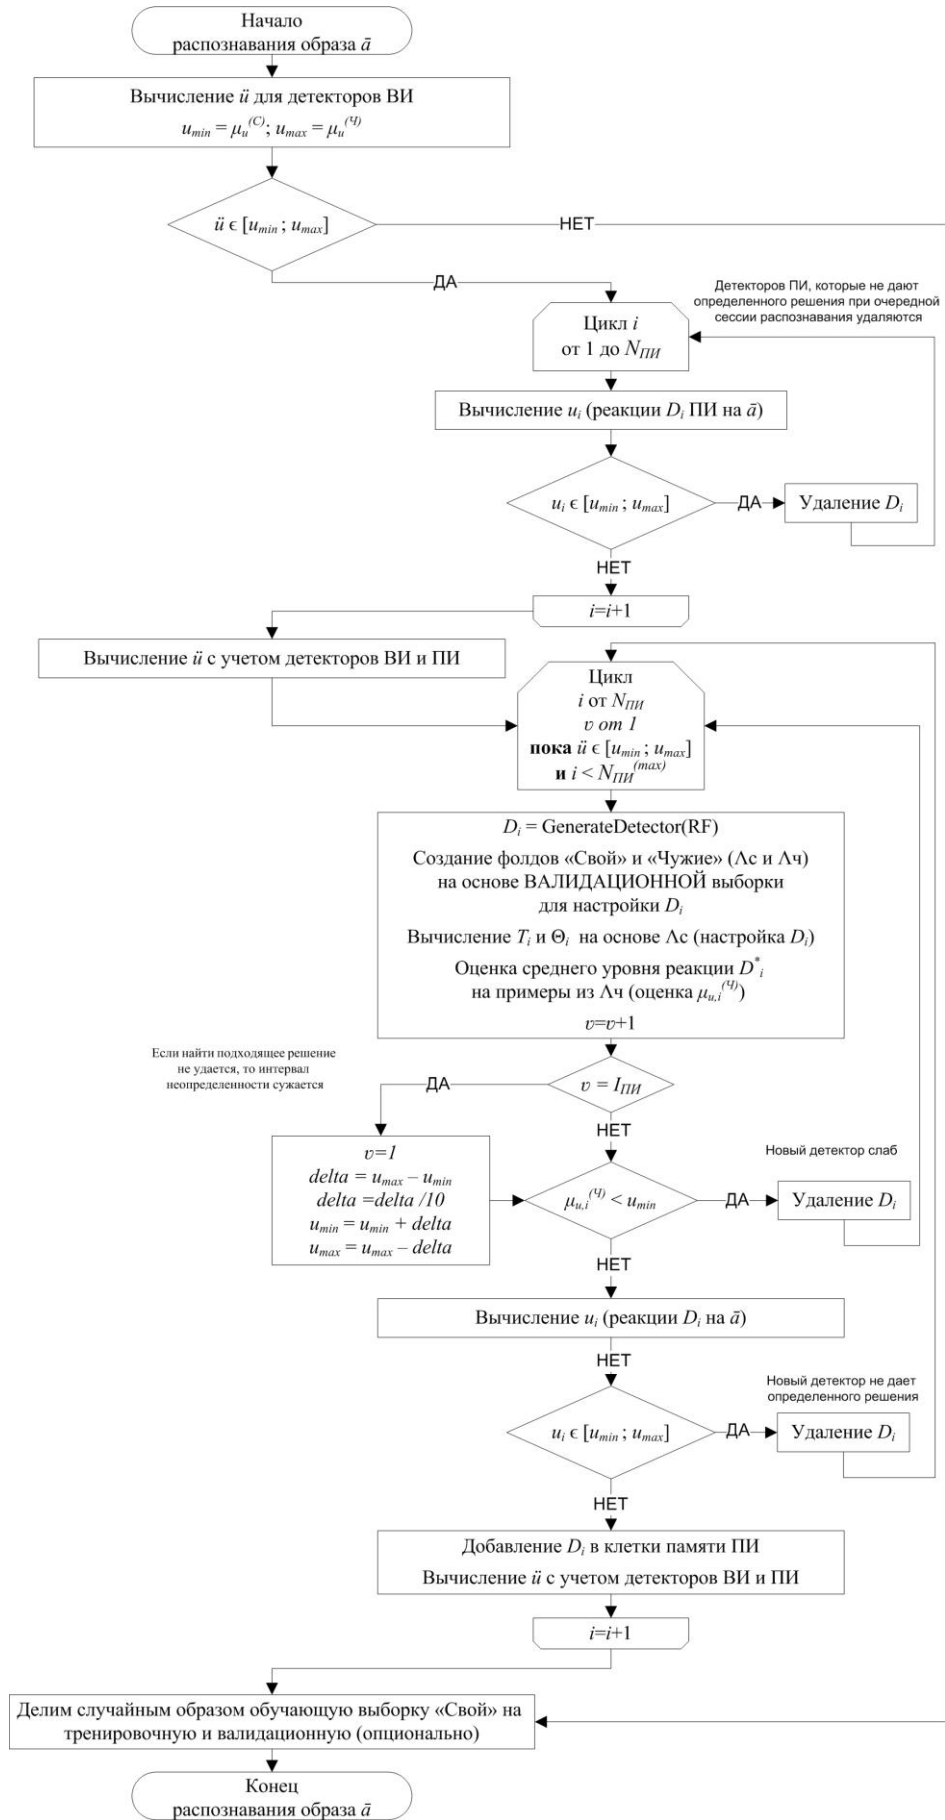 Начало
распознавания образа ā
Вычисление ü для детекторов ВИ
u_min = μ_u^(С); u_max = μ_u^(Ч)
ü ϵ [u_min ; u_max]
НЕТ
ДА
Детекторов ПИ, которые не дают
определенного решения при очередной
сессии распознавания удаляются
Цикл i
от 1 до N_ПИ
Вычисление u_i (реакции D_i ПИ на ā)
u_i ϵ [u_min ; u_max]
ДА
Удаление D_i
НЕТ
i=i+1
Вычисление ü с учетом детекторов ВИ и ПИ
Цикл
i от N_ПИ
v от 1
пока ü ϵ [u_min ; u_max]
и i < N_ПИ^(max)
D_i = GenerateDetector(RF)
Создание фолдов «Свой» и «Чужие» (Λс и Λч)
на основе ВАЛИДАЦИОННОЙ выборки
для настройки D_i
Вычисление T_i и Θ_i на основе Λс (настройка D_i)
Оценка среднего уровня реакции D^*_i
на примеры из Λч (оценка μ_u,i^(Ч))
v=v+1
Если найти подходящее решение
не удается, то интервал
неопределенности сужается
ДА
v = I_ПИ
НЕТ
v=1
delta = u_max – u_min
delta =delta /10
u_min = u_min + delta
u_max = u_max – delta
μ_u,i^(Ч) < u_min
ДА
Новый детектор слаб
Удаление D_i
НЕТ
Вычисление u_i (реакции D_i на ā)
НЕТ
Новый детектор не дает
определенного решения
u_i ϵ [u_min ; u_max]
ДА
Удаление D_i
НЕТ
Добавление D_i в клетки памяти ПИ
Вычисление ü с учетом детекторов ВИ и ПИ
i=i+1
Делим случайным образом обучающую выборку «Свой» на
тренировочную и валидационную (опционально)
Конец
распознавания образа ā